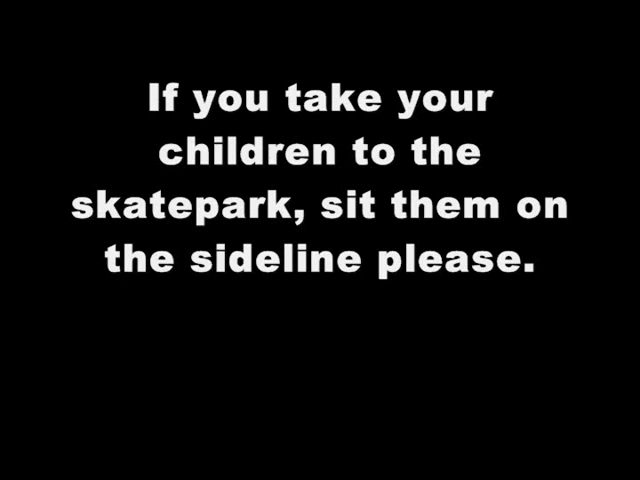 If you take your
children to the
skatepark, sit them on
the sideline please.